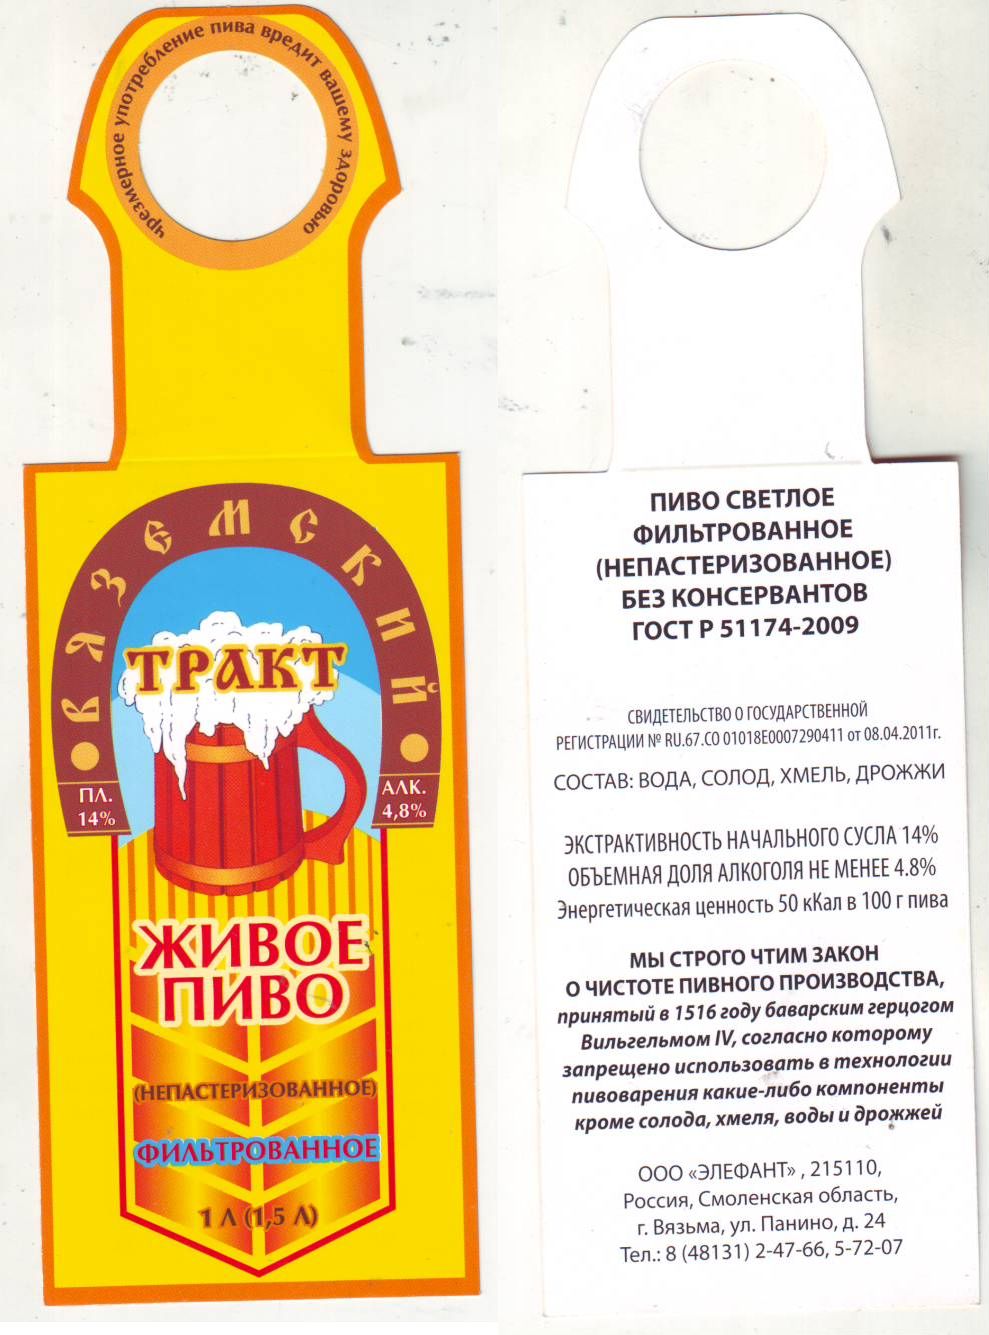 чрезмерное употребление пива вредит вашему здоровью
ВЯЗЕМСКИЙ
ТРАКТ
ПЛ.
14%
АЛК.
4,8%
ЖИВОЕ
ПИВО
(НЕПАСТЕРИЗОВАННОЕ)
ФИЛЬТРОВАННОЕ
1 Л (1,5 Л)
ПИВО СВЕТЛОЕ
ФИЛЬТРОВАННОЕ
(НЕПАСТЕРИЗОВАННОЕ)
БЕЗ КОНСЕРВАНТОВ
ГОСТ Р 51174-2009
СВИДЕТЕЛЬСТВО О ГОСУДАРСТВЕННОЙ
РЕГИСТРАЦИИ № RU.67.CO 01018E0007290411 от 08.04.2011г.
СОСТАВ: ВОДА, СОЛОД, ХМЕЛЬ, ДРОЖЖИ
ЭКСТРАКТИВНОСТЬ НАЧАЛЬНОГО СУСЛА 14%
ОБЪЕМНАЯ ДОЛЯ АЛКОГОЛЯ НЕ МЕНЕЕ 4.8%
Энергетическая ценность 50 кКал в 100 г пива
МЫ СТРОГО ЧТИМ ЗАКОН
О ЧИСТОТЕ ПИВНОГО ПРОИЗВОДСТВА,
принятый в 1516 году баварским герцогом
Вильгельмом IV, согласно которому
запрещено использовать в технологии
пивоварения какие-либо компоненты
кроме солода, хмеля, воды и дрожжей
ООО «ЭЛЕФАНТ» , 215110,
Россия, Смоленская область,
г. Вязьма, ул. Панино, д. 24
Тел.: 8 (48131) 2-47-66, 5-72-07